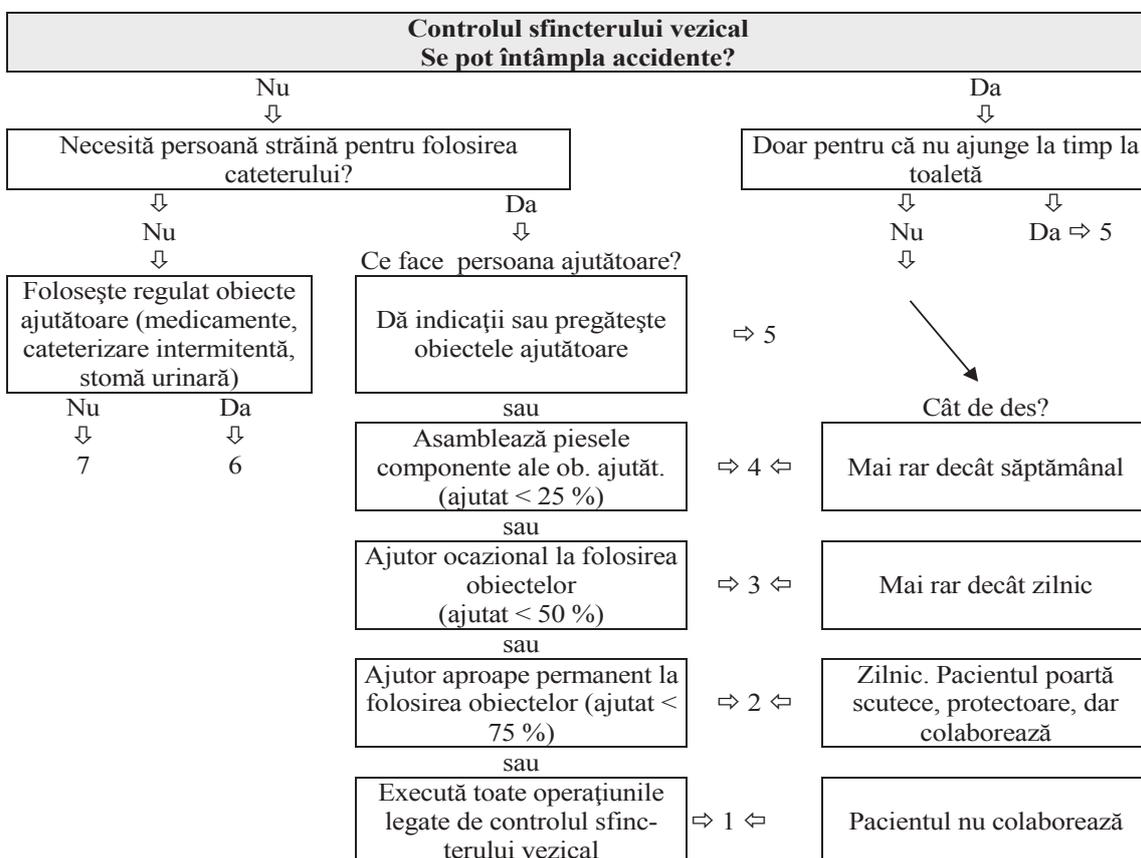 Controlul sfincterului vezical
Se pot întâmpla accidente?
Nu
Da
⇩
⇩
Necesită persoană străină pentru folosirea
cateterului?
Doar pentru că nu ajunge la timp la
toaletă
⇩
Da
⇩
⇩
Nu
⇩
Nu
Da ⇨ 5
⇩
⇩
Ce face persoana ajutătoare?
Foloseşte regulat obiecte
ajutătoare (medicamente,
cateterizare intermitentă,
stomă urinară)
Dă indicaţii sau pregăteşte
obiectele ajutătoare
⇨ 5
Nu
Da
sau
Cât de des?
⇩
⇩
7
6
Asamblează piesele
componente ale ob. ajutăt.
(ajutat < 25 %)
⇨ 4 ⇦
Mai rar decât săptămânal
sau
Ajutor ocazional la folosirea
obiectelor
(ajutat < 50 %)
⇨ 3 ⇦
Mai rar decât zilnic
sau
Ajutor aproape permanent la
folosirea obiectelor (ajutat <
75 %)
⇨ 2 ⇦
Zilnic. Pacientul poartă
scutece, protectoare, dar
colaborează
sau
Execută toate operaţiunile
legate de controlul sfinc-
terului vezical
⇨ 1 ⇦
Pacientul nu colaborează